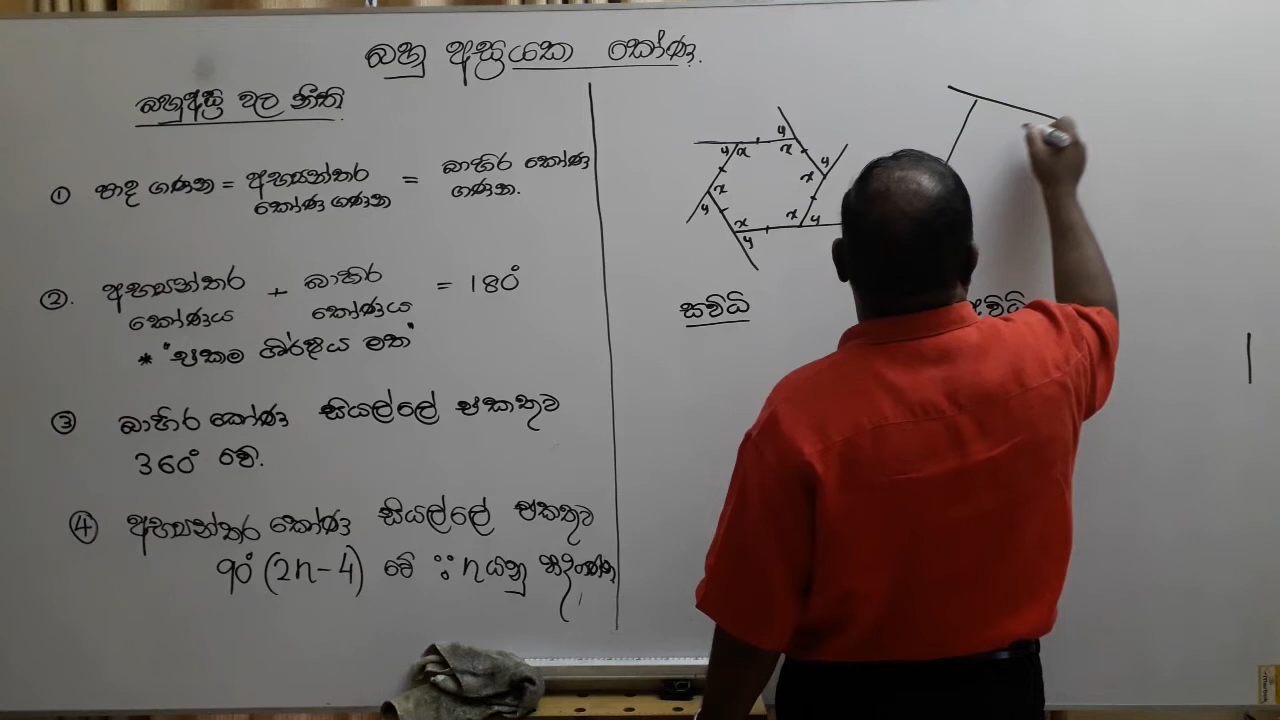 බහු අස්‍රයක කෝණ.
බහුඅස්‍ර වල නීති
① පාද ගණන = අභ්‍යන්තර කෝණ ගණන = බාහිර කෝණ ගණන.
②. අභ්‍යන්තර කෝණය + බාහිර කෝණය = 180°
* "එකම ශීර්ෂය මත"
③ බාහිර කෝණ සියල්ලේ එකතුව
360° වේ.
④ අභ්‍යන්තර කෝණ සියල්ලේ එකතුව
90° (2n-4) වේ ∵ n යනු
y x y x
y x
x y
x y
x y
සවිධි